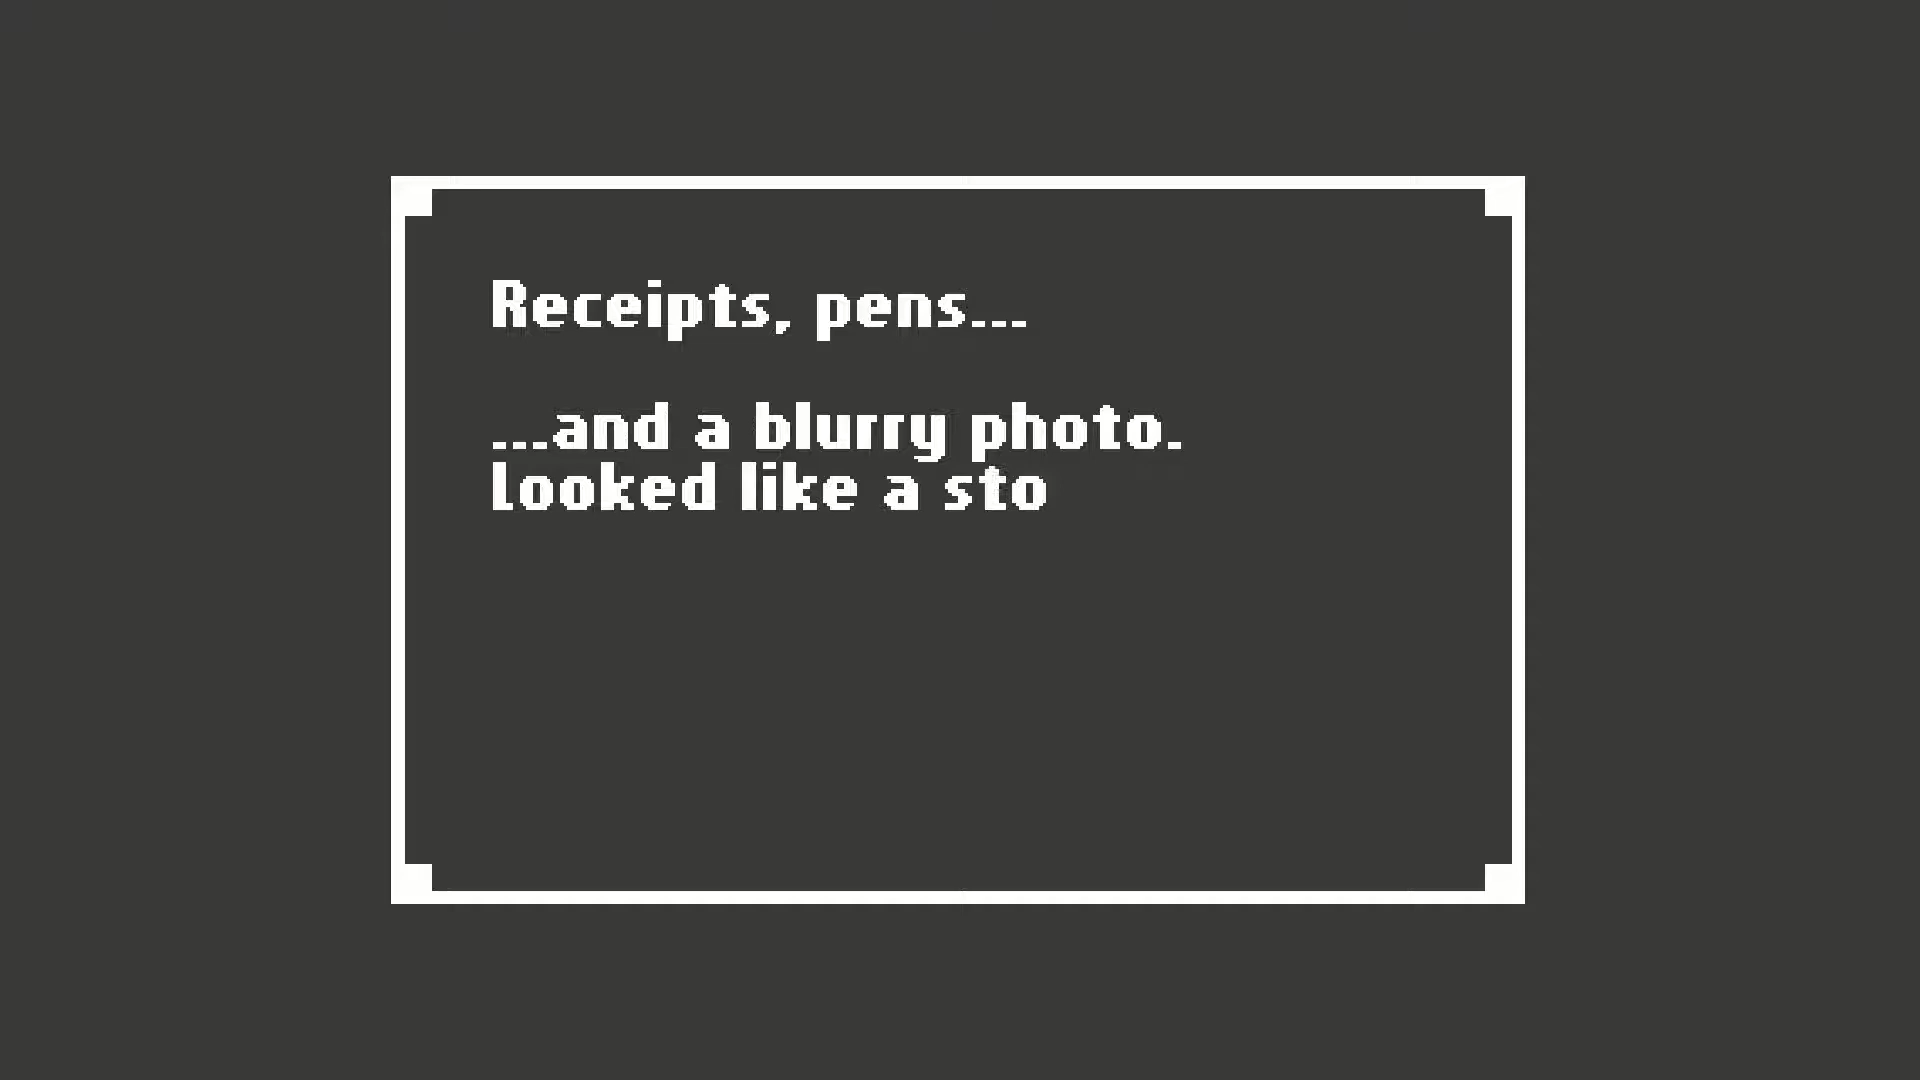 Receipts, pens...
...and a blurry photo.
Looked like a sto